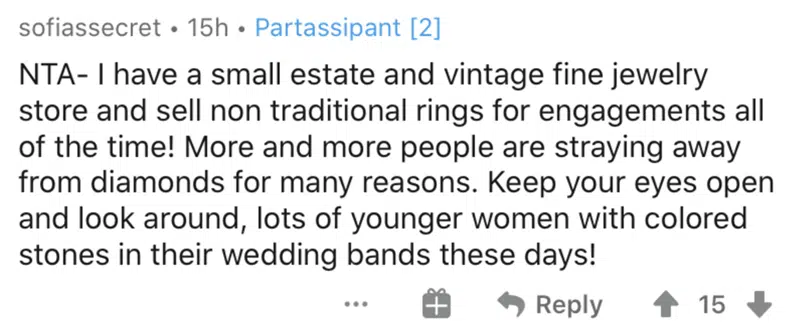 sofiassecret • 15h • Partassipant [2]
NTA- I have a small estate and vintage fine jewelry
store and sell non traditional rings for engagements all
of the time! More and more people are straying away
from diamonds for many reasons. Keep your eyes open
and look around, lots of younger women with colored
stones in their wedding bands these days!
... Reply 15